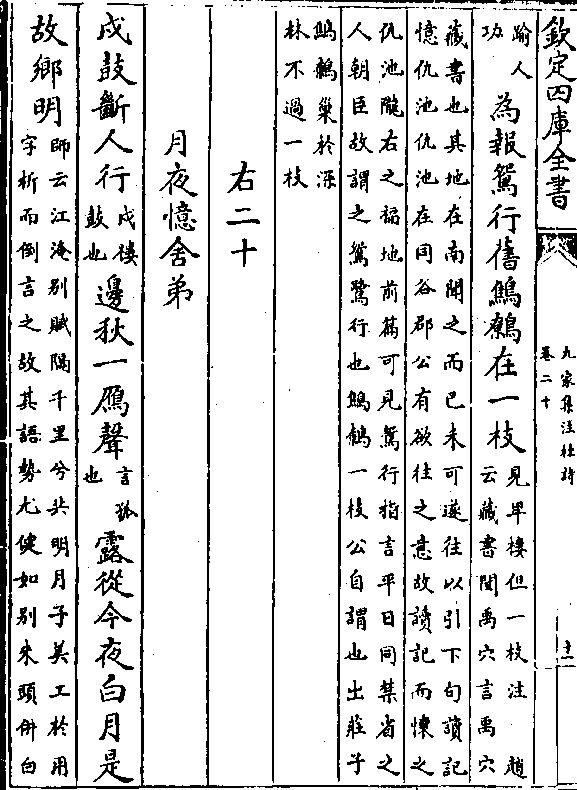 欽定四庫全書
九家集注杜詩
卷二十
十一
踰人
功
為報鴛行舊鷦鷯在一枝
見早棲但一枝注 趙
云藏書聞禹穴言禹穴
藏書也其地在南聞之而已未可遂往以引下句讀記
憶仇池仇池在同谷郡公有欲往之意故讀記而懐之
仇池隴右之福地前篇可見鴛行指言平日同禁省之
人朝臣故謂之鴛鷺行也鷦鷯一枝公自謂也出莊子
鷦鷯巢於深
林不過一枝
右二十
月夜憶舍弟
戍鼓斷人行
戍樓
鼓也
邊秋一鴈聲
言孤
也
露從今夜白月是
故鄉明
師云江淹别賦隔千里兮共明月子美工於用
字析而倒言之故其語勢尤健如别來頭併白